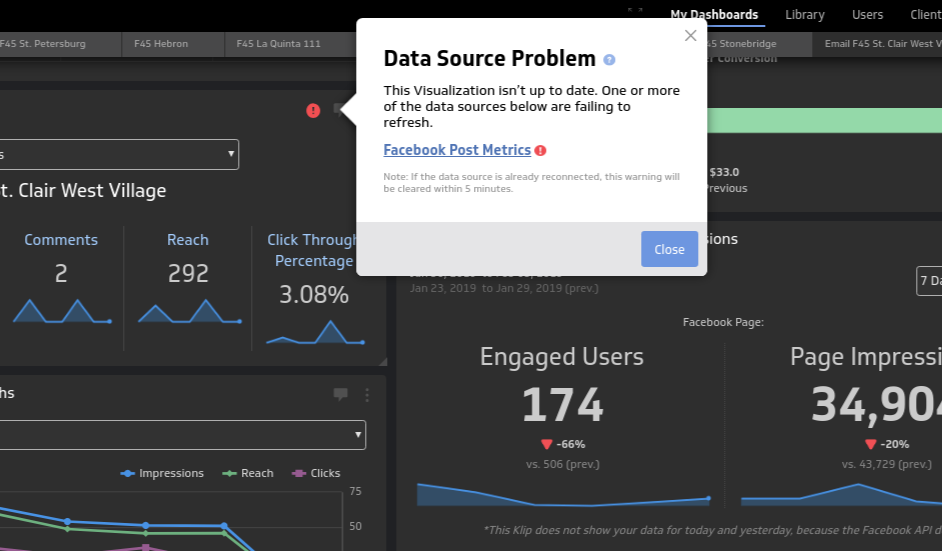 My Dashboards Library Users Client
F45 St. Petersburg F45 Hebron F45 La Quinta 111
45 Stonebridge Email F45 St. Clair West V
er Conversion
Data Source Problem ?
This Visualization isn't up to date. One or more
of the data sources below are failing to
refresh.
Facebook Post Metrics !
Note: If the data source is already reconnected, this warning will
be cleared within 5 minutes.
Close
!
s
t. Clair West Village
Comments
2
Reach
292
Click Through
Percentage
3.08%
$33.0
Previous
sions
Jan 23, 2019 to Jan 29, 2019 (prev.)
7 Da
Facebook Page:
Engaged Users
174
-66%
vs. 506 (prev.)
Page Impressi
34,904
-20%
vs. 43,729 (prev.)
*This Klip does not show your data for today and yesterday, because the Facebook API d
hs
Impressions Reach Clicks
75
50